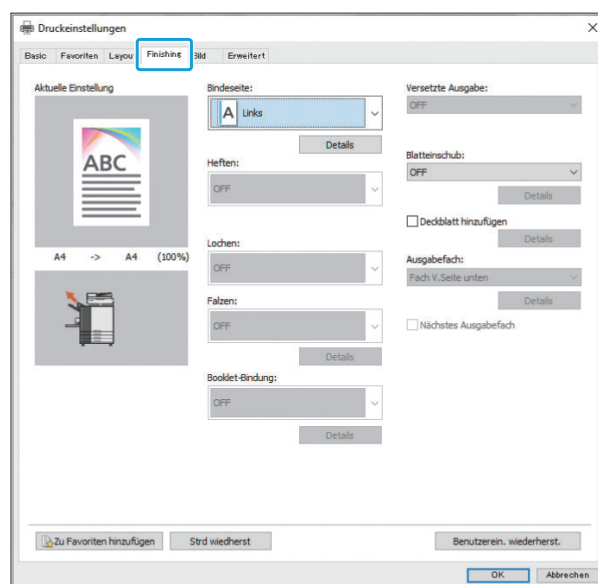 Druckeinstellungen
Basic Favoriten Layou Finishing Bild Erweitert
Aktuelle Einstellung
ABC
A4 -> A4 (100%)
Bindeseite:
A Links
Details
Heften:
OFF
Lochen:
OFF
Falzen:
OFF
Details
Booklet-Bindung:
OFF
Details
Versetzte Ausgabe:
OFF
Blatteinschub:
OFF
Details
Deckblatt hinzufügen
Details
Ausgabefach:
Fach V.Seite unten
Details
Nächstes Ausgabefach
Zu Favoriten hinzufügen Strd wiedherst Benutzerein. wiederherst.
OK Abbrechen